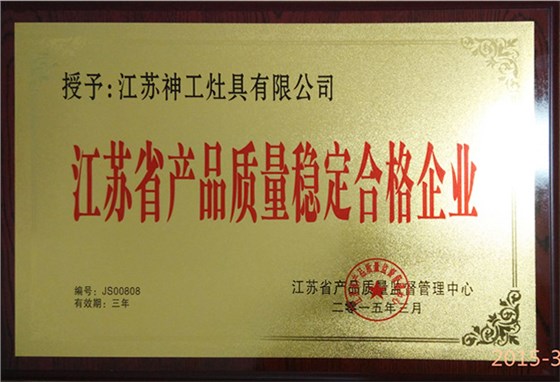 授予:江苏神工灶具有限公司
江苏省产品质量稳定合格企业
编号：JS00808
有效期：三年
江苏省产品质量监督管理中心
二零一五年三月
2015-3